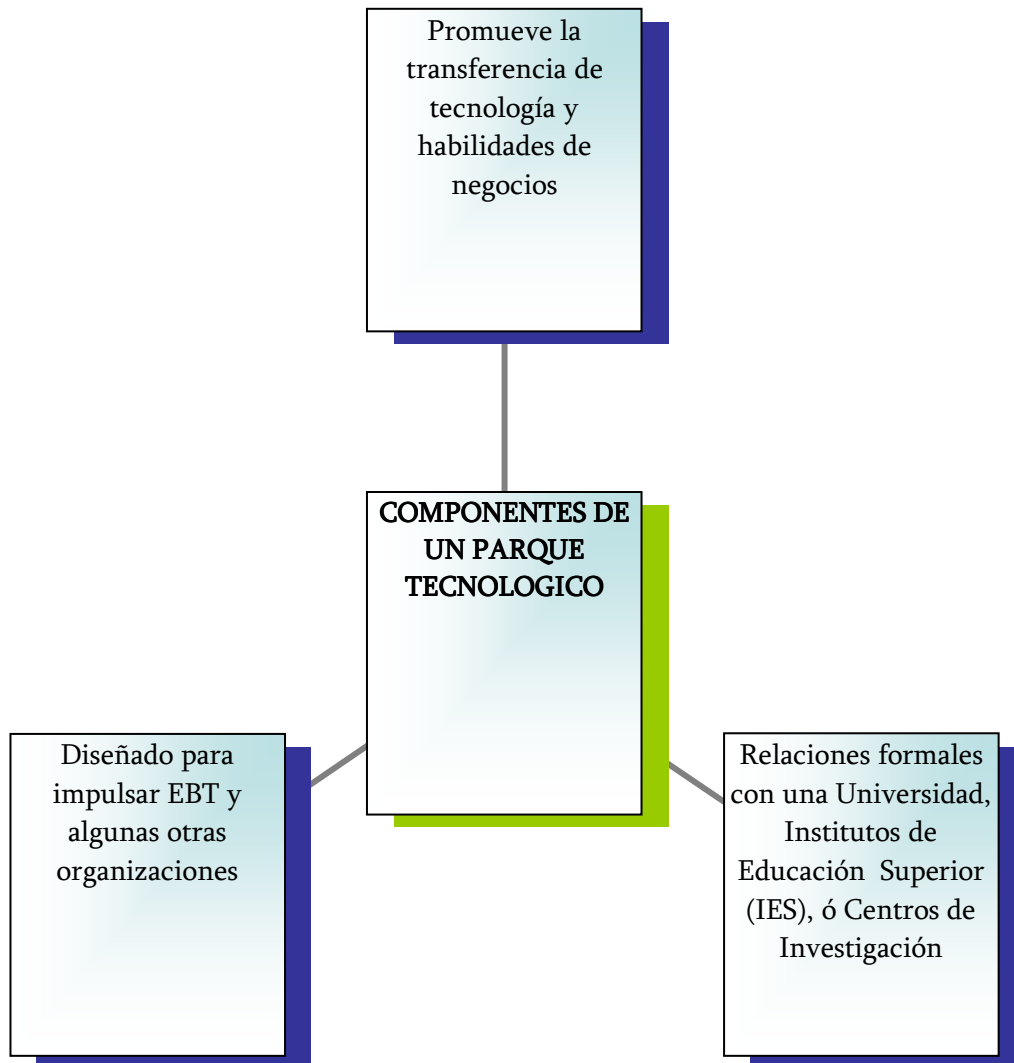 Promueve la
transferencia de
tecnología y
habilidades de
negocios
COMPONENTES DE
UN PARQUE
TECNOLOGICO
Diseñado para
impulsar EBT y
algunas otras
organizaciones
Relaciones formales
con una Universidad,
Institutos de
Educación Superior
(IES), ó Centros de
Investigación